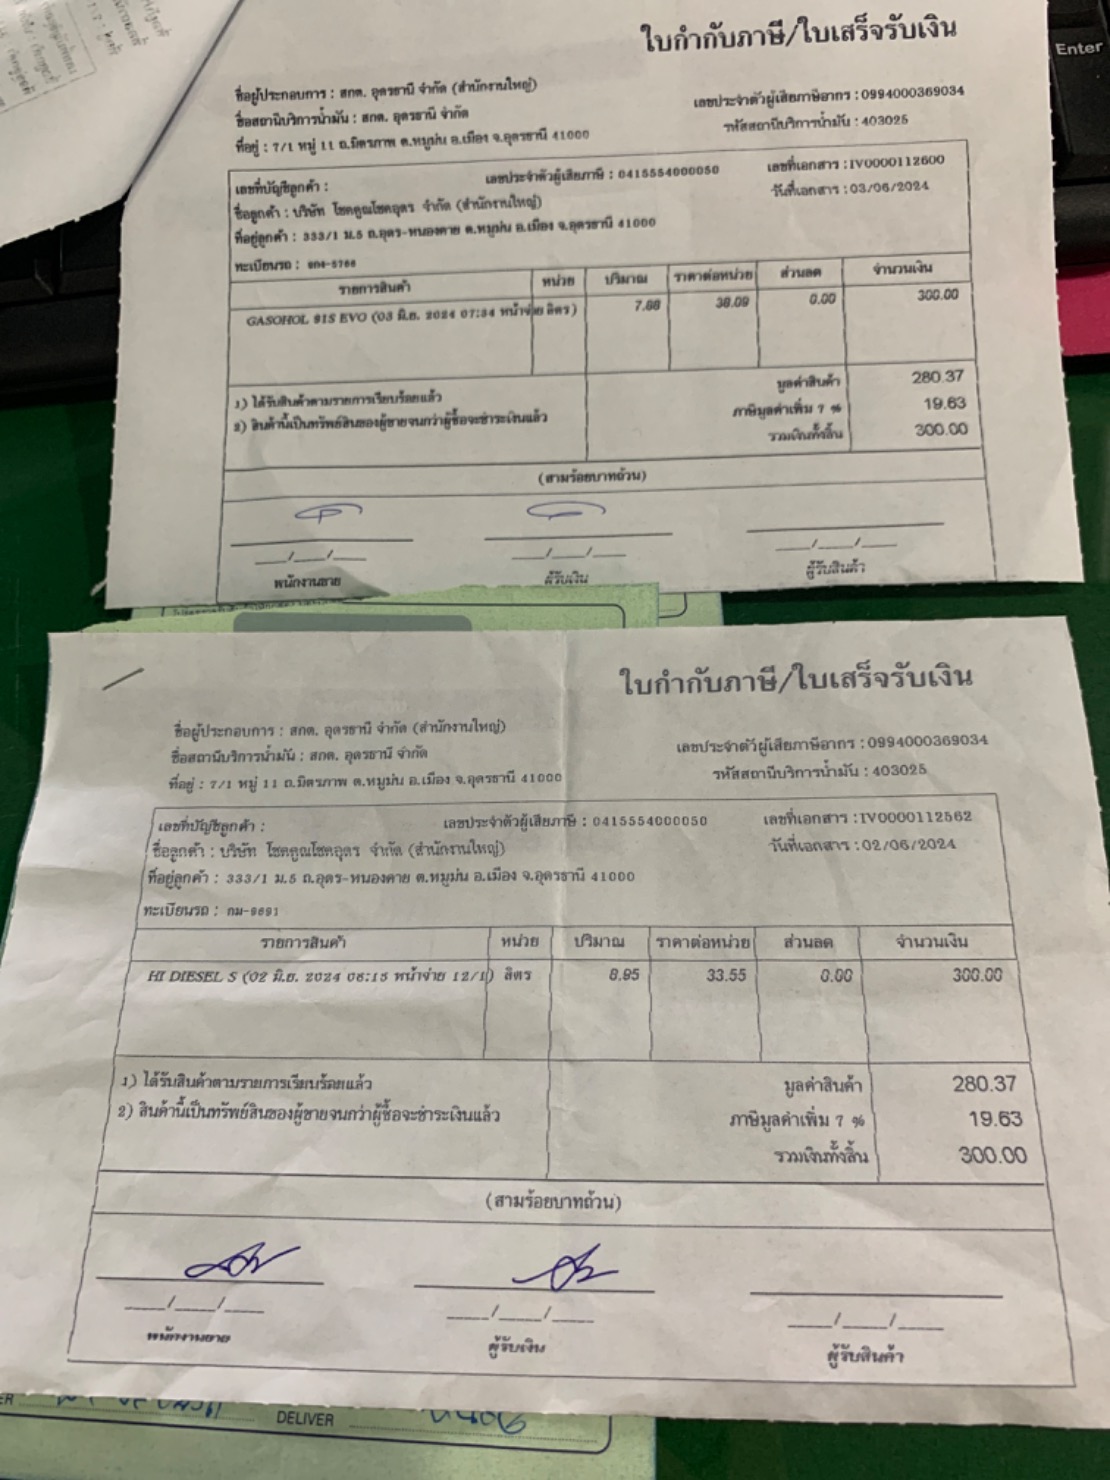 Enter
ใบกำกับภาษี/ใบเสร็จรับเงิน
ชื่อผู้ประกอบการ : สกต. อุดรธานี จำกัด (สำนักงานใหญ่)
เลขประจำตัวผู้เสียภาษีอากร : 0994000369034
ชื่อสถานีบริการน้ำมัน : สกต. อุดรธานี จำกัด
รหัสสถานีบริการน้ำมัน : 403025
ที่อยู่ : 7/1 หมู่ 11 ถ.มิตรภาพ ต.หมูม่น อ.เมือง จ.อุดรธานี 41000
เลขที่บัญชีลูกค้า : เลขประจำตัวผู้เสียภาษี : 0415554000050 เลขที่เอกสาร : IV0000112600
ชื่อลูกค้า : บริษัท โชคคูณโชคอุดร จำกัด (สำนักงานใหญ่) วันที่เอกสาร : 03/06/2024
ที่อยู่ลูกค้า : 333/1 ม.5 ถ.อุดร-หนองคาย ต.หมูม่น อ.เมือง จ.อุดรธานี 41000
ทะเบียนรถ :
รายการสินค้า หน่วย ปริมาณ ราคาต่อหน่วย ส่วนลด จำนวนเงิน
GASOHOL 91S EVO (03 มิ.ย. 2024 07:34 หน้าจ่าย ลิตร) 7.88 38.09 0.00 300.00
1) ได้รับสินค้าตามรายการเรียบร้อยแล้ว มูลค่าสินค้า 280.37
2) สินค้านี้เป็นทรัพย์สินของผู้ขายจนกว่าผู้ซื้อจะชำระเงินแล้ว ภาษีมูลค่าเพิ่ม 7 % 19.63
รวมเงินทั้งสิ้น 300.00
(สามร้อยบาทถ้วน)
___/___/___ ___/___/___ ___/___/___
พนักงานขาย ผู้รับเงิน ผู้รับสินค้า
ใบกำกับภาษี/ใบเสร็จรับเงิน
ชื่อผู้ประกอบการ : สกต. อุดรธานี จำกัด (สำนักงานใหญ่)
เลขประจำตัวผู้เสียภาษีอากร : 0994000369034
ชื่อสถานีบริการน้ำมัน : สกต. อุดรธานี จำกัด
รหัสสถานีบริการน้ำมัน : 403025
ที่อยู่ : 7/1 หมู่ 11 ถ.มิตรภาพ ต.หมูม่น อ.เมือง จ.อุดรธานี 41000
เลขที่บัญชีลูกค้า : เลขประจำตัวผู้เสียภาษี : 0415554000050 เลขที่เอกสาร : IV0000112562
ชื่อลูกค้า : บริษัท โชคคูณโชคอุดร จำกัด (สำนักงานใหญ่) วันที่เอกสาร : 02/06/2024
ที่อยู่ลูกค้า : 333/1 ม.5 ถ.อุดร-หนองคาย ต.หมูม่น อ.เมือง จ.อุดรธานี 41000
ทะเบียนรถ : กม-9691
รายการสินค้า หน่วย ปริมาณ ราคาต่อหน่วย ส่วนลด จำนวนเงิน
HI DIESEL S (02 มิ.ย. 2024 06:15 หน้าจ่าย 12/1) ลิตร 8.95 33.55 0.00 300.00
1) ได้รับสินค้าตามรายการเรียบร้อยแล้ว มูลค่าสินค้า 280.37
2) สินค้านี้เป็นทรัพย์สินของผู้ขายจนกว่าผู้ซื้อจะชำระเงินแล้ว ภาษีมูลค่าเพิ่ม 7 % 19.63
รวมเงินทั้งสิ้น 300.00
(สามร้อยบาทถ้วน)
___/___/___ ___/___/___ ___/___/___
พนักงานขาย ผู้รับเงิน ผู้รับสินค้า
DELIVER